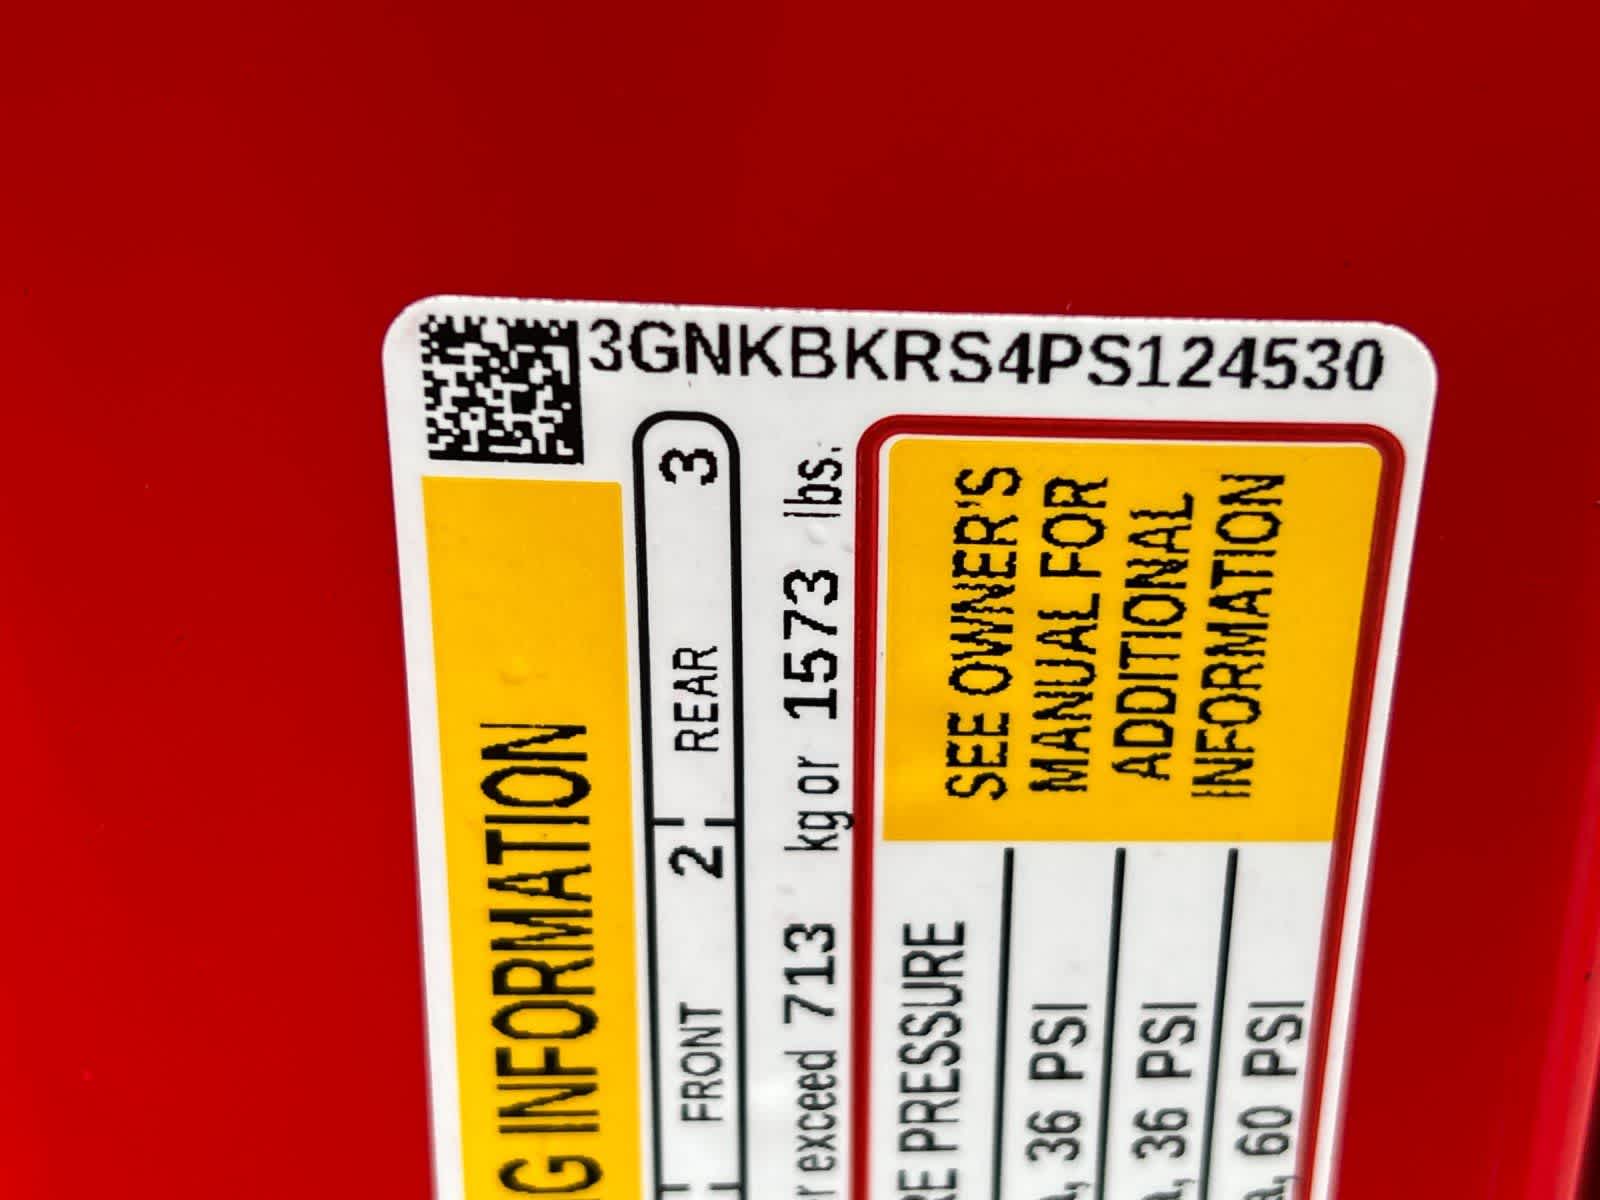 3GNKBKRS4PS124530
G INFORMATION
FRONT 2 REAR 3
exceed 713 kg or 1573 lbs.
PRESSURE
SEE OWNER'S
MANUAL FOR
ADDITIONAL
INFORMATION
36 PSI
36 PSI
60 PSI